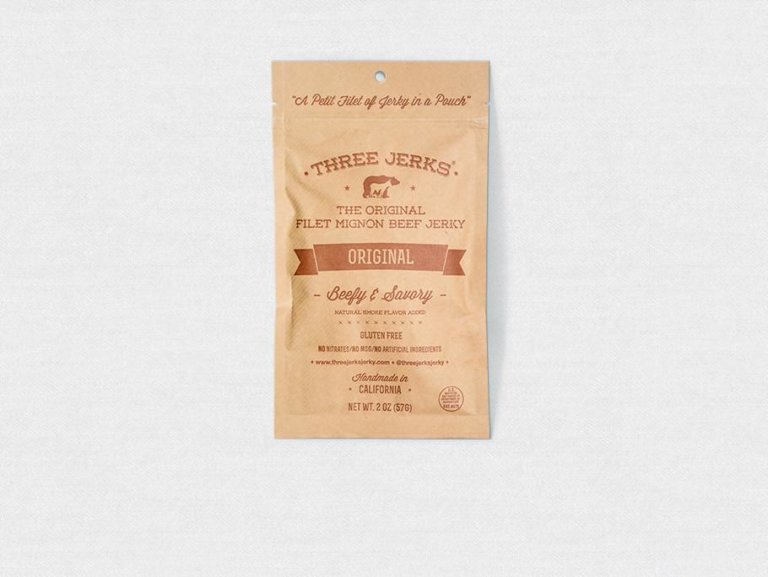 "A Petit Filet of Jerky in a Pouch"
• THREE JERKS® •
THE ORIGINAL
FILET MIGNON BEEF JERKY
ORIGINAL
- Beefy & Savory -
NATURAL SMOKE FLAVOR ADDED
××××××××××
GLUTEN FREE
NO NITRATES/NO MSG/NO ARTIFICIAL INGREDIENTS
• www.threejerksjerky.com • @threejerksjerky •
Handmade in
• CALIFORNIA •
NET WT. 2 OZ (57G)